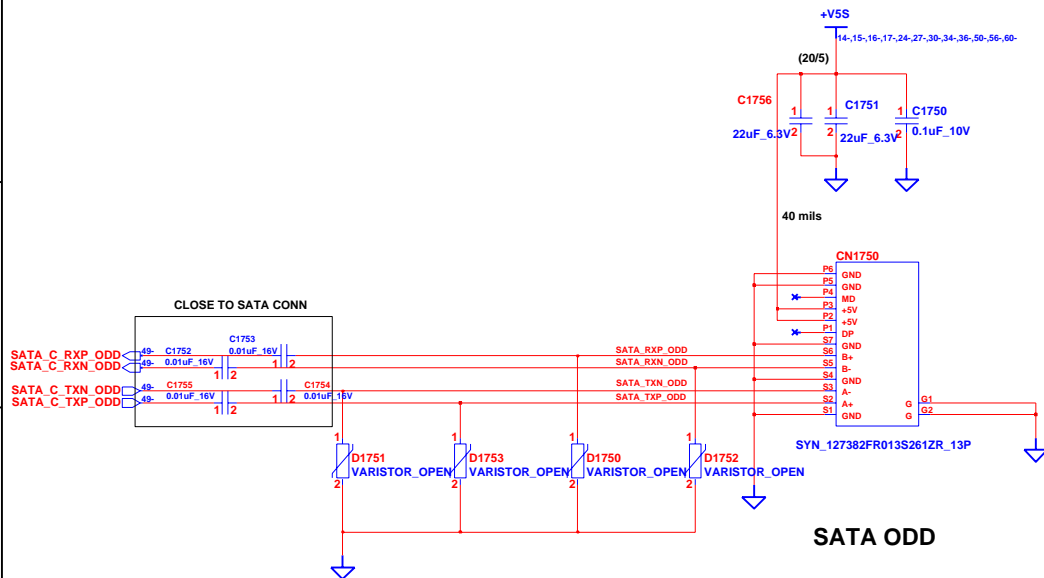 +V5S
14-,15-,16-,17-,24-,27-,30-,34-,36-,50-,56-,60-
(20/5)
C1756
1
2
22uF_6.3V
C1751
1
2
22uF_6.3V
C1750
1
2
0.1uF_10V
40 mils
CN1750
P6 GND
P5 GND
P4 MD
P3 +5V
P2 +5V
P1 DP
S7 GND
S6 B+
S5 B-
S4 GND
S3 A-
S2 A+
S1 GND
G G1
G G2
SYN_127382FR013S261ZR_13P
CLOSE TO SATA CONN
SATA_C_RXP_ODD 49-
SATA_C_RXN_ODD 49-
SATA_C_TXN_ODD 49-
SATA_C_TXP_ODD 49-
C1752
0.01uF_16V
1 2
C1753
0.01uF_16V
1 2
C1755
0.01uF_16V
1 2
C1754
0.01uF_16V
1 2
SATA_RXP_ODD
SATA_RXN_ODD
SATA_TXN_ODD
SATA_TXP_ODD
1
D1751
VARISTOR_OPEN
2
1
D1753
VARISTOR_OPEN
2
1
D1750
VARISTOR_OPEN
2
1
D1752
VARISTOR_OPEN
2
SATA ODD